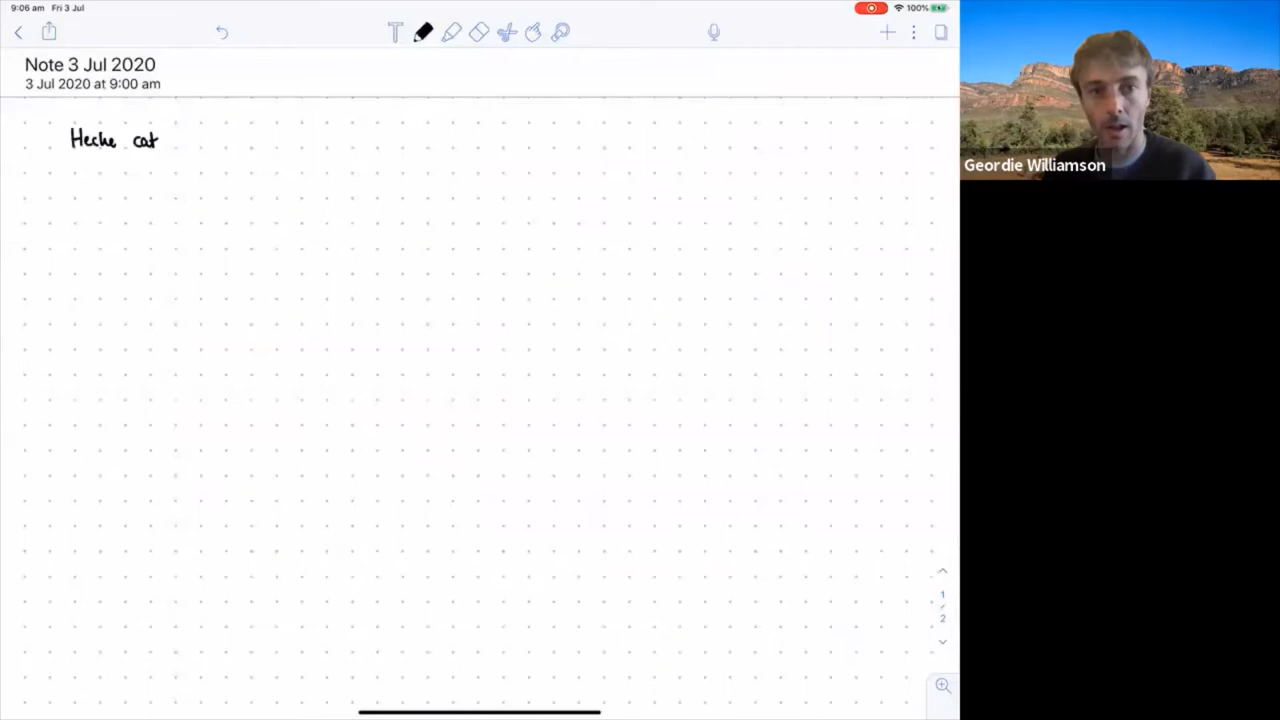 9:06 am Fri 3 Jul
100%
Note 3 Jul 2020
3 Jul 2020 at 9:00 am
Hecke cat
Geordie Williamson
1
2